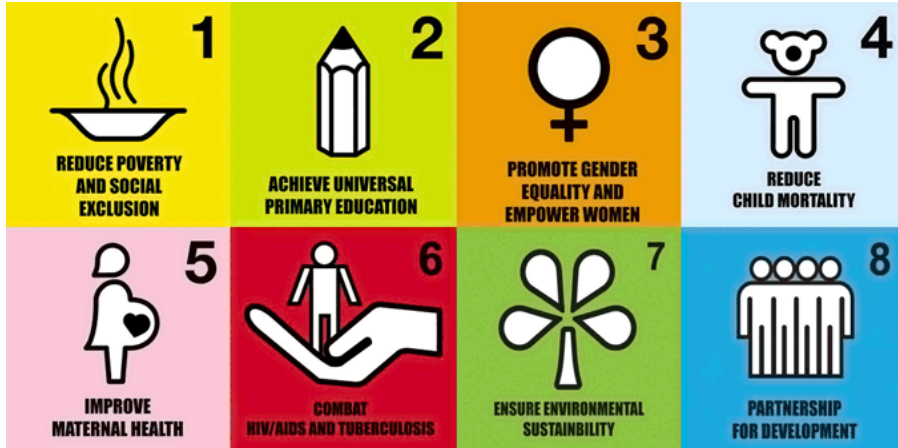 1
REDUCE POVERTY
AND SOCIAL
EXCLUSION
2
ACHIEVE UNIVERSAL
PRIMARY EDUCATION
3
PROMOTE GENDER
EQUALITY AND
EMPOWER WOMEN
4
REDUCE
CHILD MORTALITY
5
IMPROVE
MATERNAL HEALTH
6
COMBAT
HIV/AIDS AND TUBERCULOSIS
7
ENSURE ENVIRONMENTAL
SUSTAINBILITY
8
PARTNERSHIP
FOR DEVELOPMENT